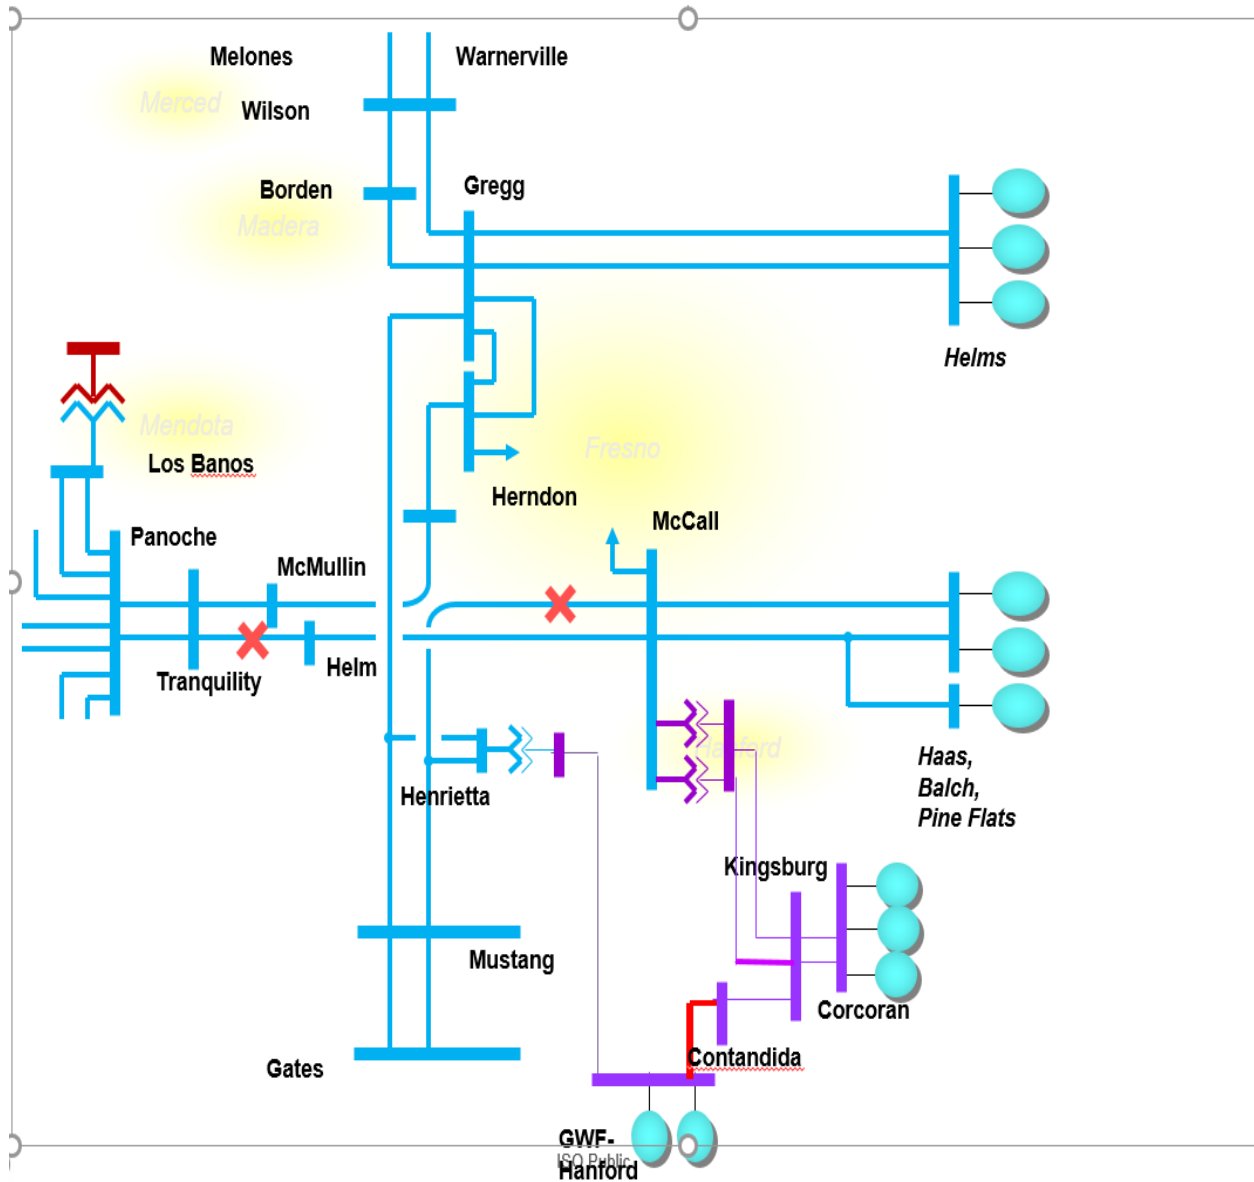 Melones
Warnerville
Merced
Wilson
Borden
Gregg
Madera
Helms
Mendota
Fresno
Los Banos
Herndon
McCall
Panoche
McMullin
Helm
Tranquility
Hanford
Haas,
Balch,
Pine Flats
Henrietta
Kingsburg
Mustang
Corcoran
Contandida
Gates
GWF-
ISO Public
Hanford